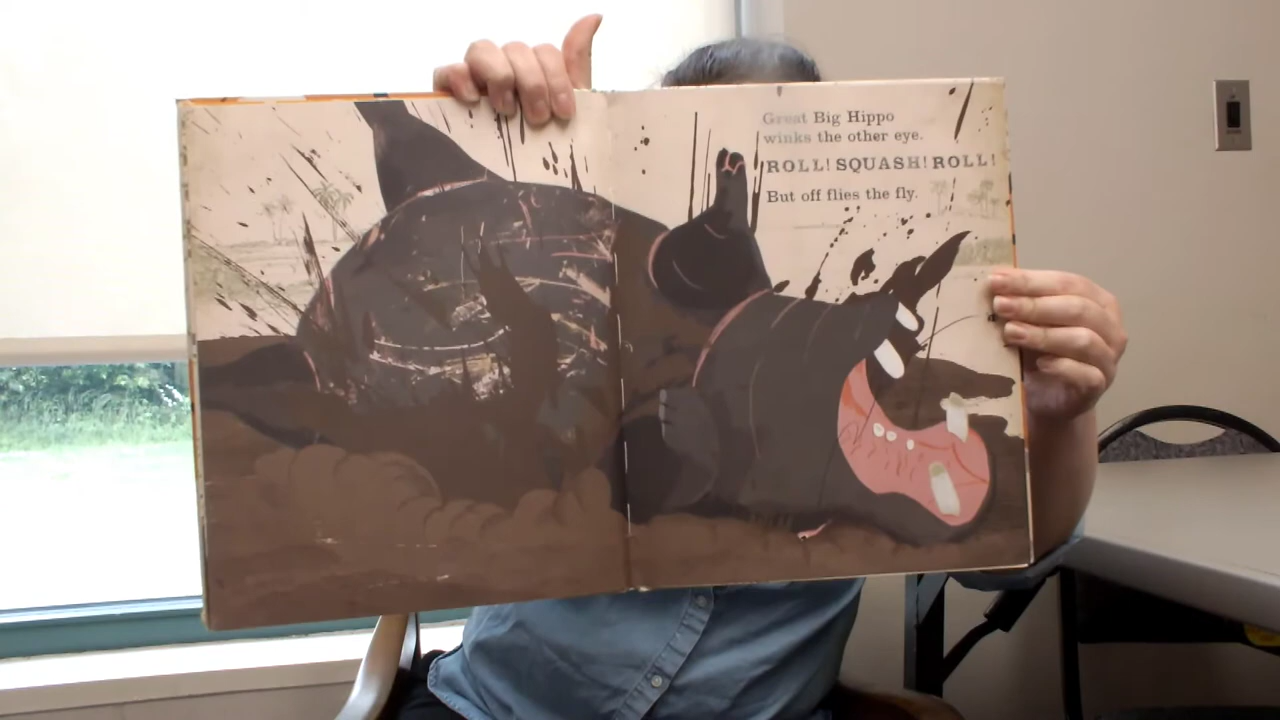 Great Big Hippo
winks the other eye.
ROLL! SQUASH! ROLL!
But off flies the fly.